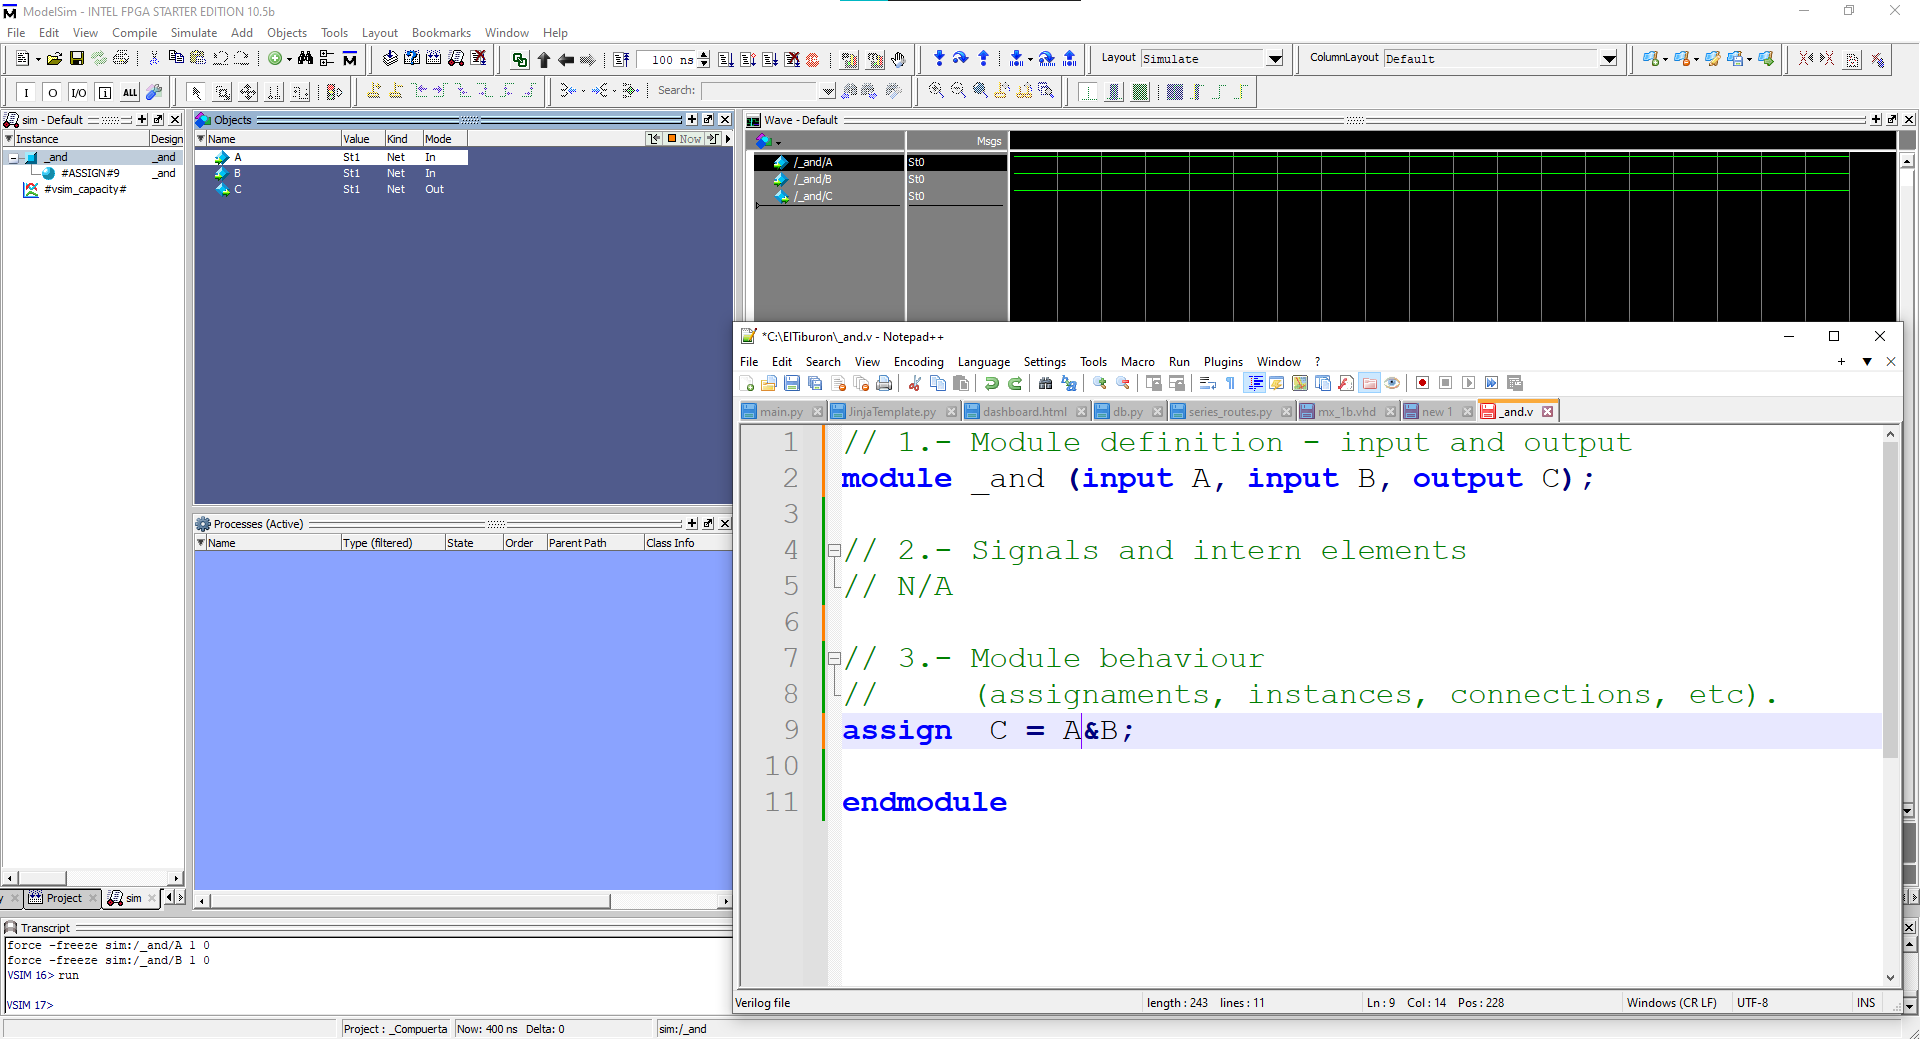 ModelSim - INTEL FPGA STARTER EDITION 10.5b
File Edit View Compile Simulate Add Objects Tools Layout Bookmarks Window Help
100 ns
Layout Simulate
ColumnLayout Default
I O I/O ALL
Search:
sim - Default
Instance Design
_and _and
#ASSIGN#9 _and
#vsim_capacity#
Project
sim
Objects
Name Value Kind Mode
Now
A St1 Net In
B St1 Net In
C St1 Net Out
Processes (Active)
Name Type (filtered) State Order Parent Path Class Info
Wave - Default
Msgs
/_and/A St0
/_and/B St0
/_and/C St0
*C:\ElTiburon\_and.v - Notepad++
File Edit Search View Encoding Language Settings Tools Macro Run Plugins Window ?
main.py JinjaTemplate.py dashboard.html db.py series_routes.py mx_1b.vhd new 1 _and.v
1 // 1.- Module definition - input and output
2 module _and (input A, input B, output C);
3
4 // 2.- Signals and intern elements
5 // N/A
6
7 // 3.- Module behaviour
8 // (assignaments, instances, connections, etc).
9 assign C = A&B;
10
11 endmodule
Verilog file length : 243 lines : 11 Ln : 9 Col : 14 Pos : 228 Windows (CR LF) UTF-8 INS
Transcript
force -freeze sim:/_and/A 1 0
force -freeze sim:/_and/B 1 0
VSIM 16> run
VSIM 17>
Project : _Compuerta Now: 400 ns Delta: 0 sim:/_and